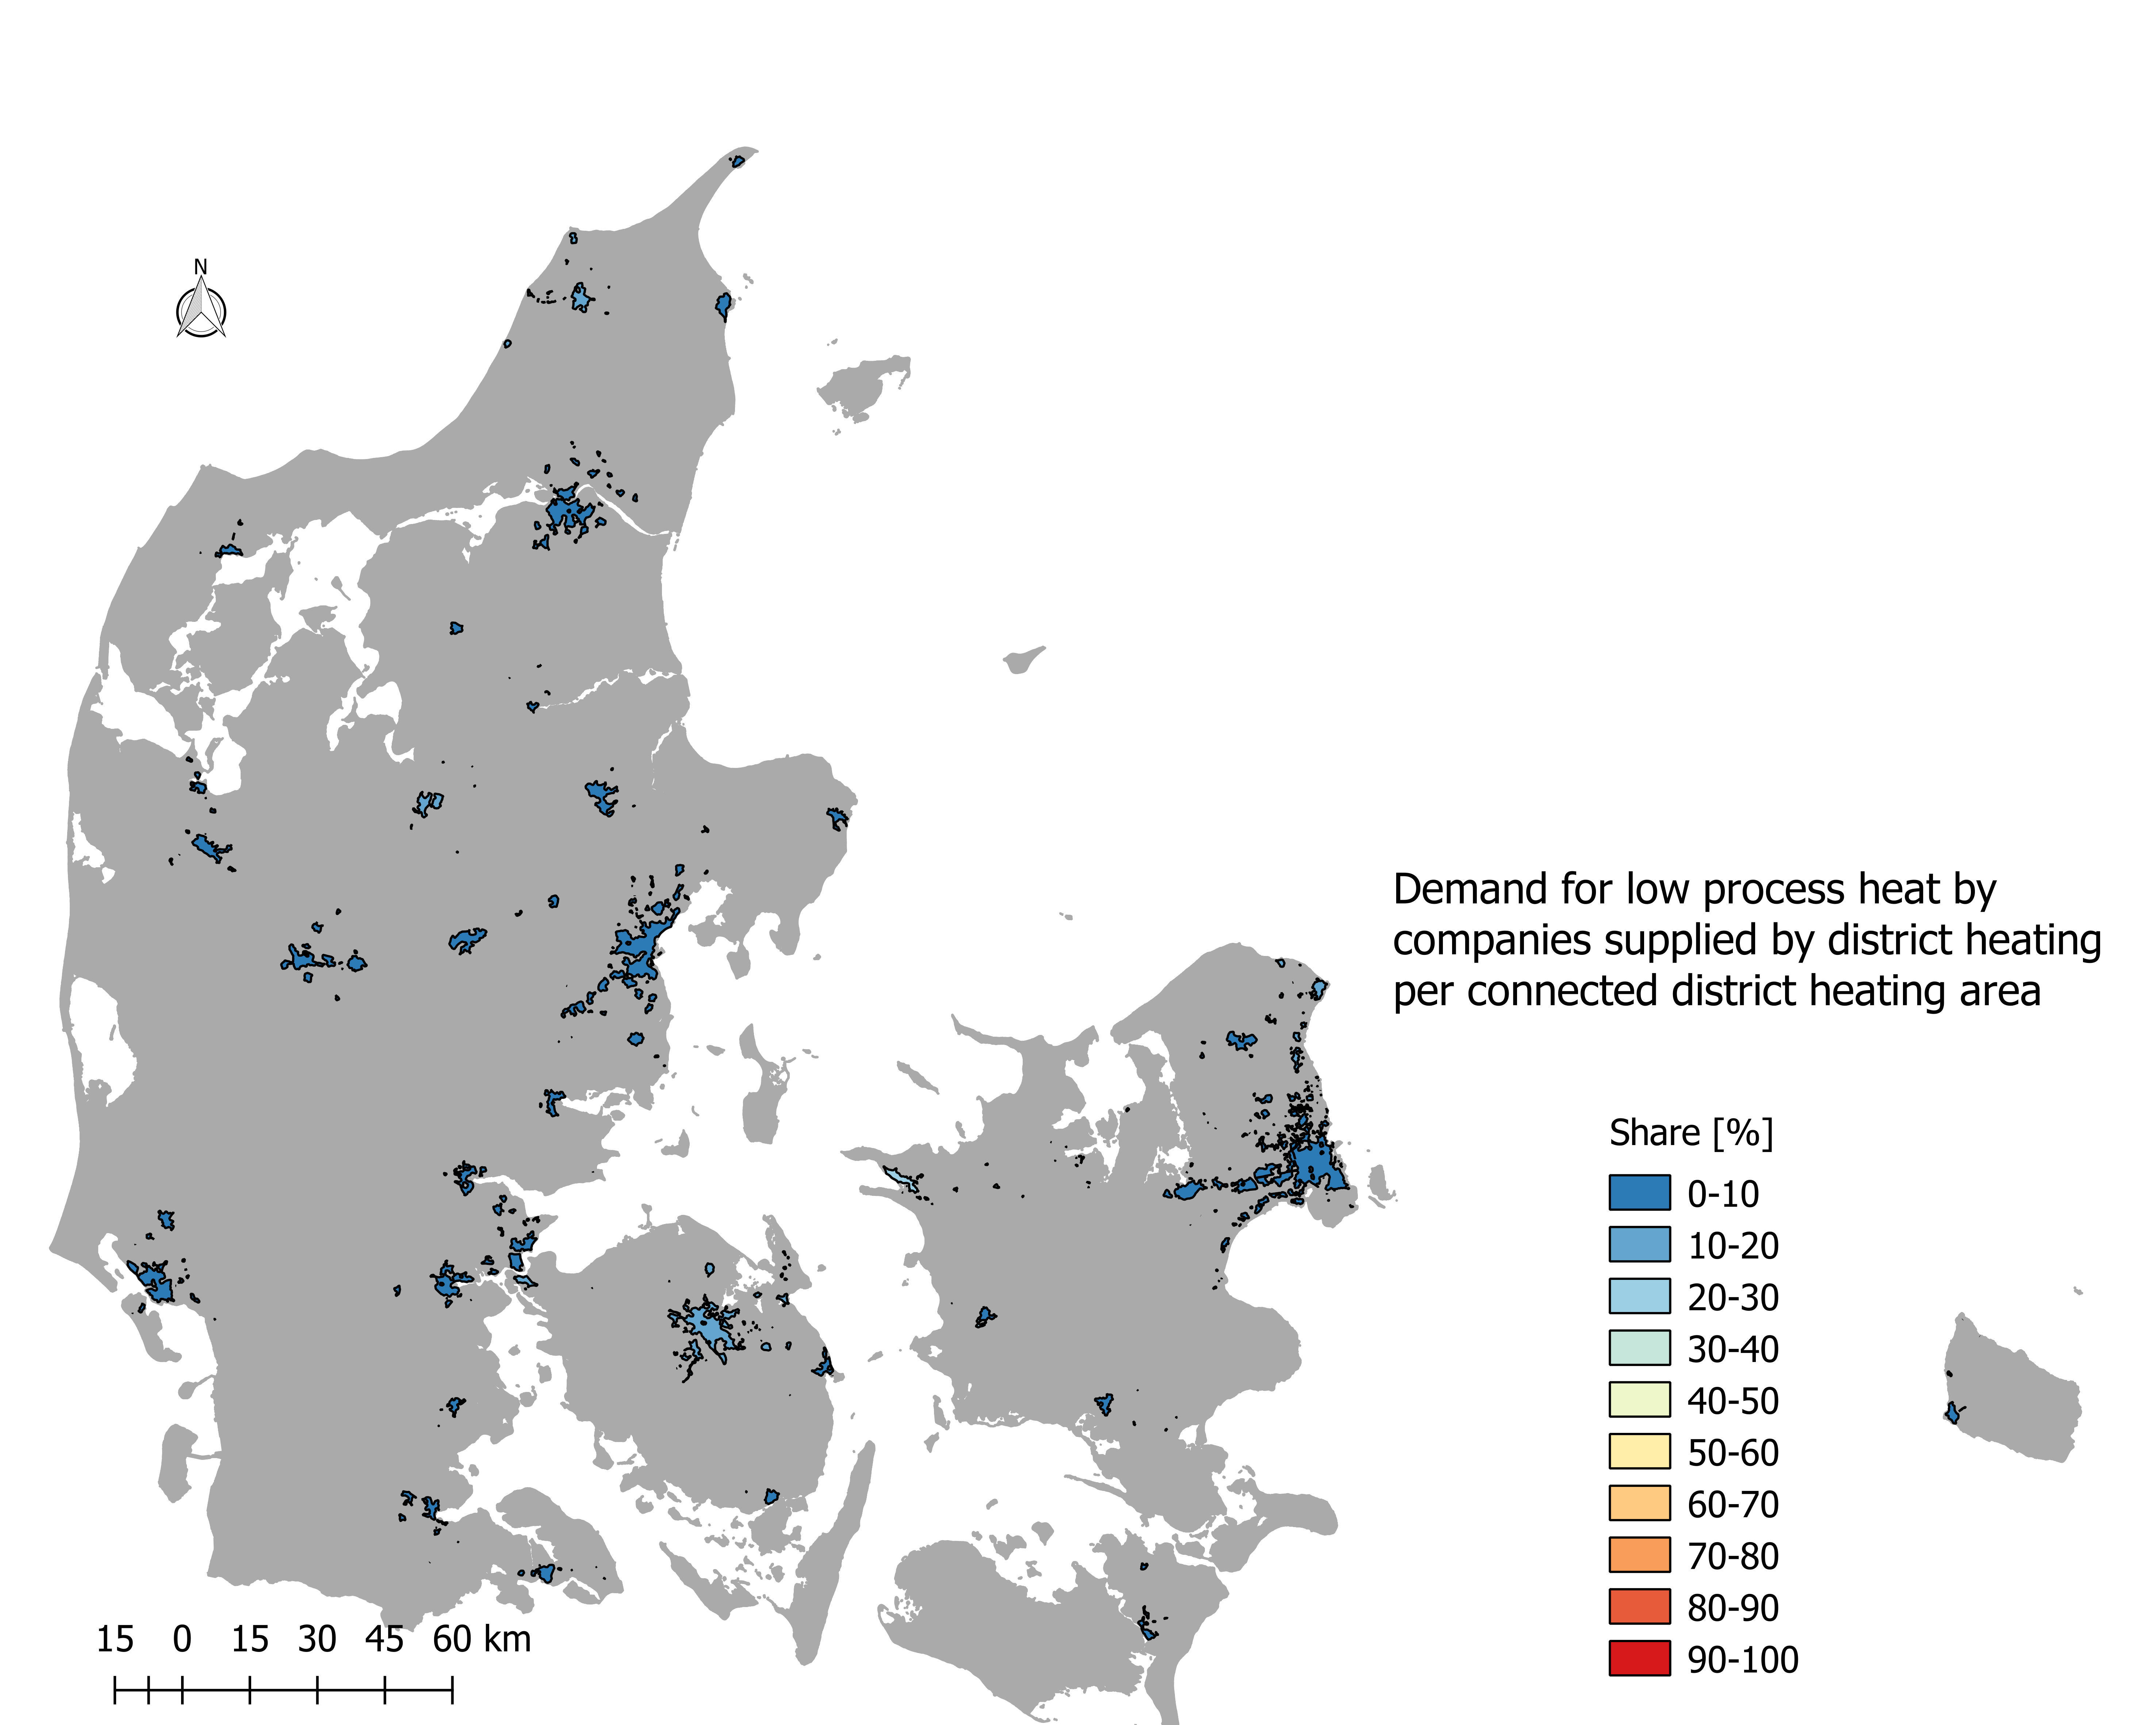 N
Demand for low process heat by
companies supplied by district heating
per connected district heating area
Share [%]
0-10
10-20
20-30
30-40
40-50
50-60
60-70
70-80
80-90
90-100
15 0 15 30 45 60 km